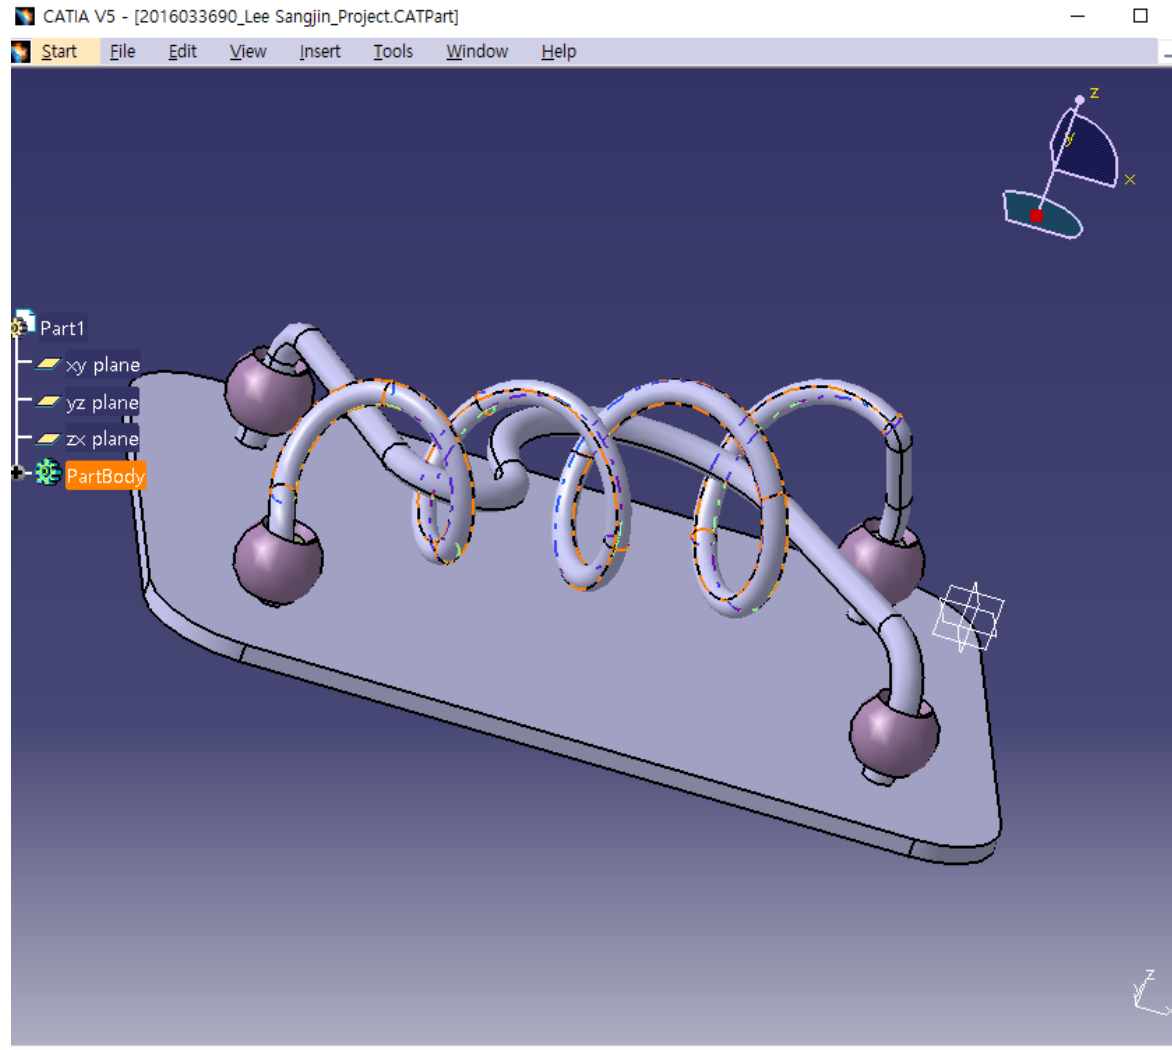 CATIA V5 - [2016033690_Lee Sangjin_Project.CATPart]
Start File Edit View Insert Tools Window Help
z
y
x
Part1
xy plane
yz plane
zx plane
PartBody
z
y
x